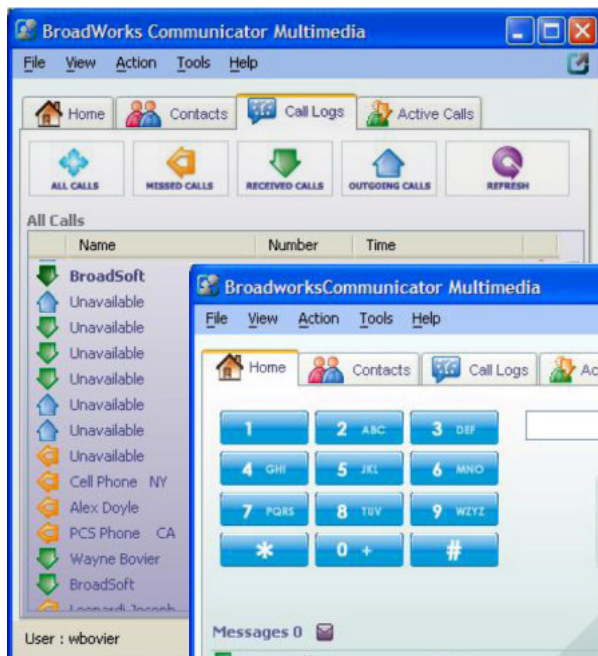 BroadWorks Communicator Multimedia
File View Action Tools Help
Home Contacts Call Logs Active Calls
ALL CALLS MISSED CALLS RECEIVED CALLS OUTGOING CALLS REFRESH
All Calls
Name Number Time
BroadSoft
Unavailable
Unavailable
Unavailable
Unavailable
Unavailable
Unavailable
Unavailable
Cell Phone NY
Alex Doyle
PCS Phone CA
Wayne Bovier
BroadSoft
Leonardi Joseph
User : wbovier
BroadworksCommunicator Multimedia
File View Action Tools Help
Home Contacts Call Logs Ac
1 2 ABC 3 DEF
4 GHI 5 JKL 6 MNO
7 PQRS 8 TUV 9 WZYZ
* 0 + #
Messages 0